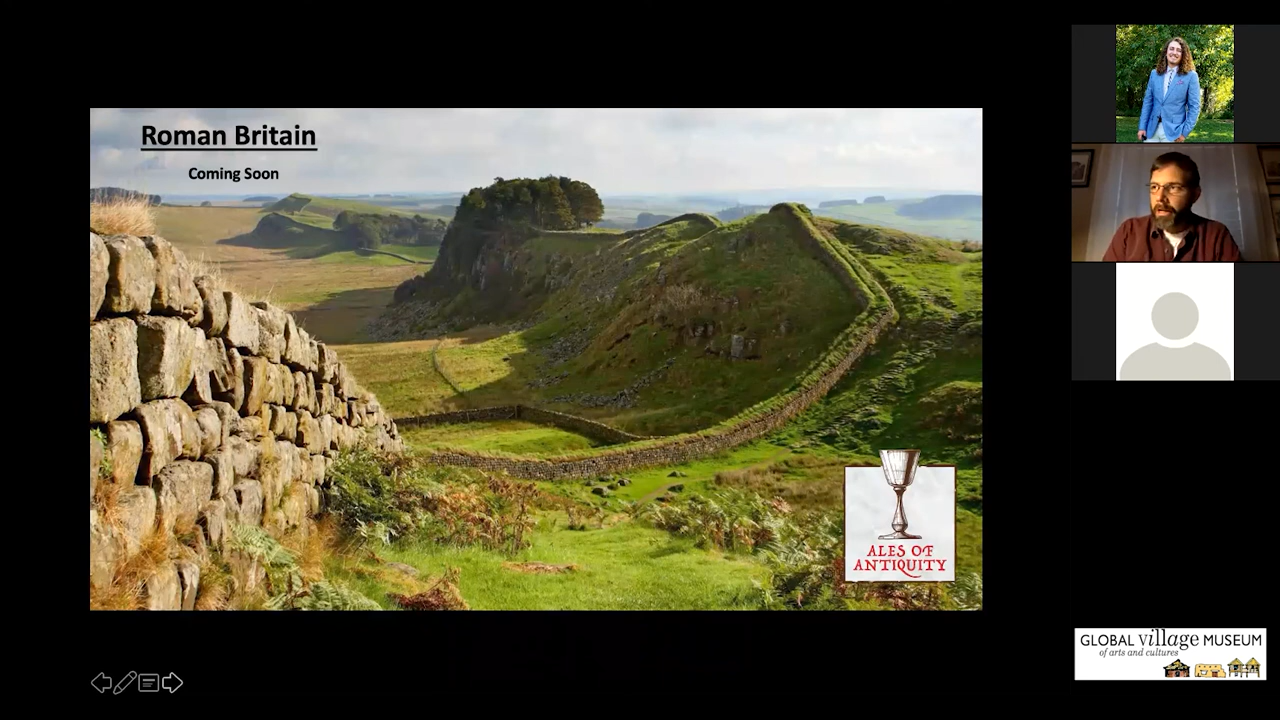 Roman Britain
Coming Soon
ALES OF
ANTIQUITY
GLOBAL village MUSEUM
of arts and cultures